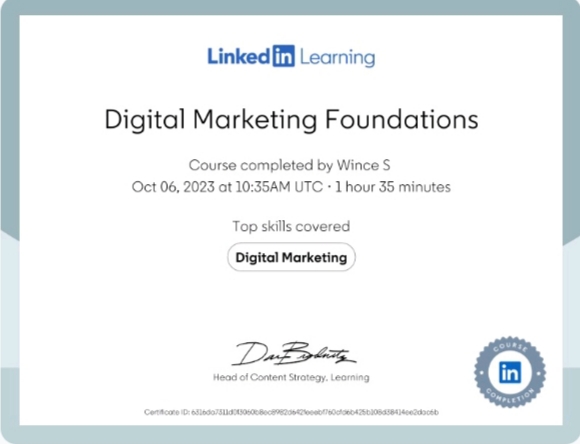 Linked in Learning
Digital Marketing Foundations
Course completed by Wince S
Oct 06, 2023 at 10:35AM UTC · 1 hour 35 minutes
Top skills covered
Digital Marketing
Head of Content Strategy, Learning
COURSE
in
COMPLETION
Certificate ID: